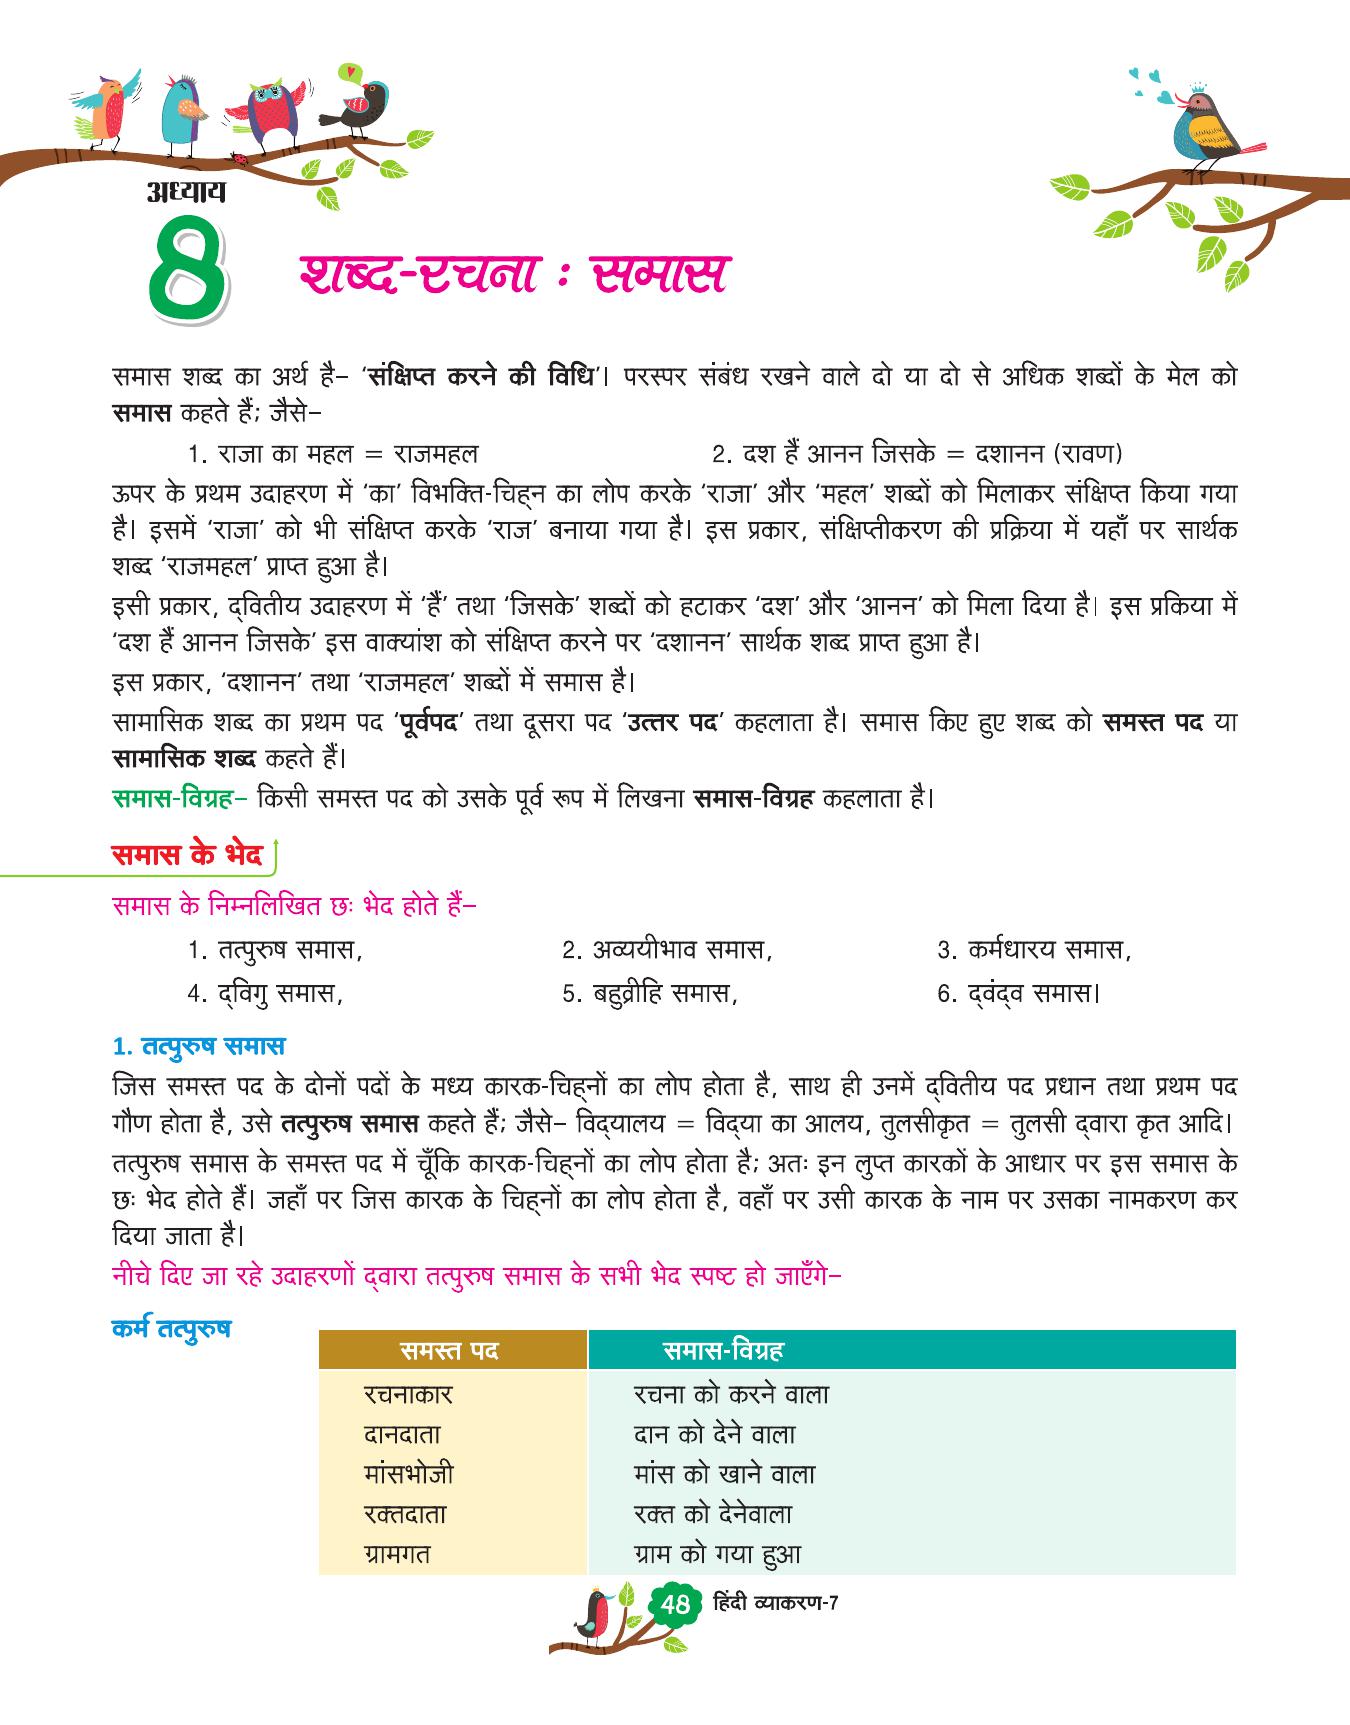 अध्याय
8
शब्द-रचना : समास
समास शब्द का अर्थ है– ‘संक्षिप्त करने की विधि’। परस्पर संबंध रखने वाले दो या दो से अधिक शब्दों के मेल को
समास कहते हैं; जैसे–
1. राजा का महल = राजमहल 2. दश हैं आनन जिसके = दशानन (रावण)
ऊपर के प्रथम उदाहरण में ‘का’ विभक्ति-चिह्‌न का लोप करके ‘राजा’ और ‘महल’ शब्दों को मिलाकर संक्षिप्त किया गया
है। इसमें ‘राजा’ को भी संक्षिप्त करके ‘राज’ बनाया गया है। इस प्रकार, संक्षिप्तीकरण की प्रक्रिया में यहाँ पर सार्थक
शब्द ‘राजमहल’ प्राप्त हुआ है।
इसी प्रकार, द्‌वितीय उदाहरण में ‘हैं’ तथा ‘जिसके’ शब्दों को हटाकर ‘दश’ और ‘आनन’ को मिला दिया है। इस प्रकिया में
‘दश हैं आनन जिसके’ इस वाक्यांश को संक्षिप्त करने पर ‘दशानन’ सार्थक शब्द प्राप्त हुआ है।
इस प्रकार, ‘दशानन’ तथा ‘राजमहल’ शब्दों में समास है।
सामासिक शब्द का प्रथम पद ‘पूर्वपद’ तथा दूसरा पद ‘उत्तर पद’ कहलाता है। समास किए हुए शब्द को समस्त पद या
सामासिक शब्द कहते हैं।
समास-विग्रह– किसी समस्त पद को उसके पूर्व रूप में लिखना समास-विग्रह कहलाता है।
समास के भेद
समास के निम्नलिखित छः भेद होते हैं–
1. तत्पुरुष समास, 2. अव्ययीभाव समास, 3. कर्मधारय समास,
4. द्‌विगु समास, 5. बहुव्रीहि समास, 6. द्‌वंद्‌व समास।
1. तत्पुरुष समास
जिस समस्त पद के दोनों पदों के मध्य कारक-चिह्‌नों का लोप होता है, साथ ही उनमें द्‌वितीय पद प्रधान तथा प्रथम पद
गौण होता है, उसे तत्पुरुष समास कहते हैं; जैसे– विद्‌यालय = विद्‌या का आलय, तुलसीकृत = तुलसी द्‌वारा कृत आदि।
तत्पुरुष समास के समस्त पद में चूँकि कारक-चिह्‌नों का लोप होता है; अतः इन लुप्त कारकों के आधार पर इस समास के
छः भेद होते हैं। जहाँ पर जिस कारक के चिह्‌नों का लोप होता है, वहाँ पर उसी कारक के नाम पर उसका नामकरण कर
दिया जाता है।
नीचे दिए जा रहे उदाहरणों द्‌वारा तत्पुरुष समास के सभी भेद स्पष्ट हो जाएँगे–
कर्म तत्पुरुष
समस्त पद समास-विग्रह
रचनाकार रचना को करने वाला
दानदाता दान को देने वाला
मांसभोजी मांस को खाने वाला
रक्तदाता रक्त को देनेवाला
ग्रामगत ग्राम को गया हुआ
48 हिंदी व्याकरण-7